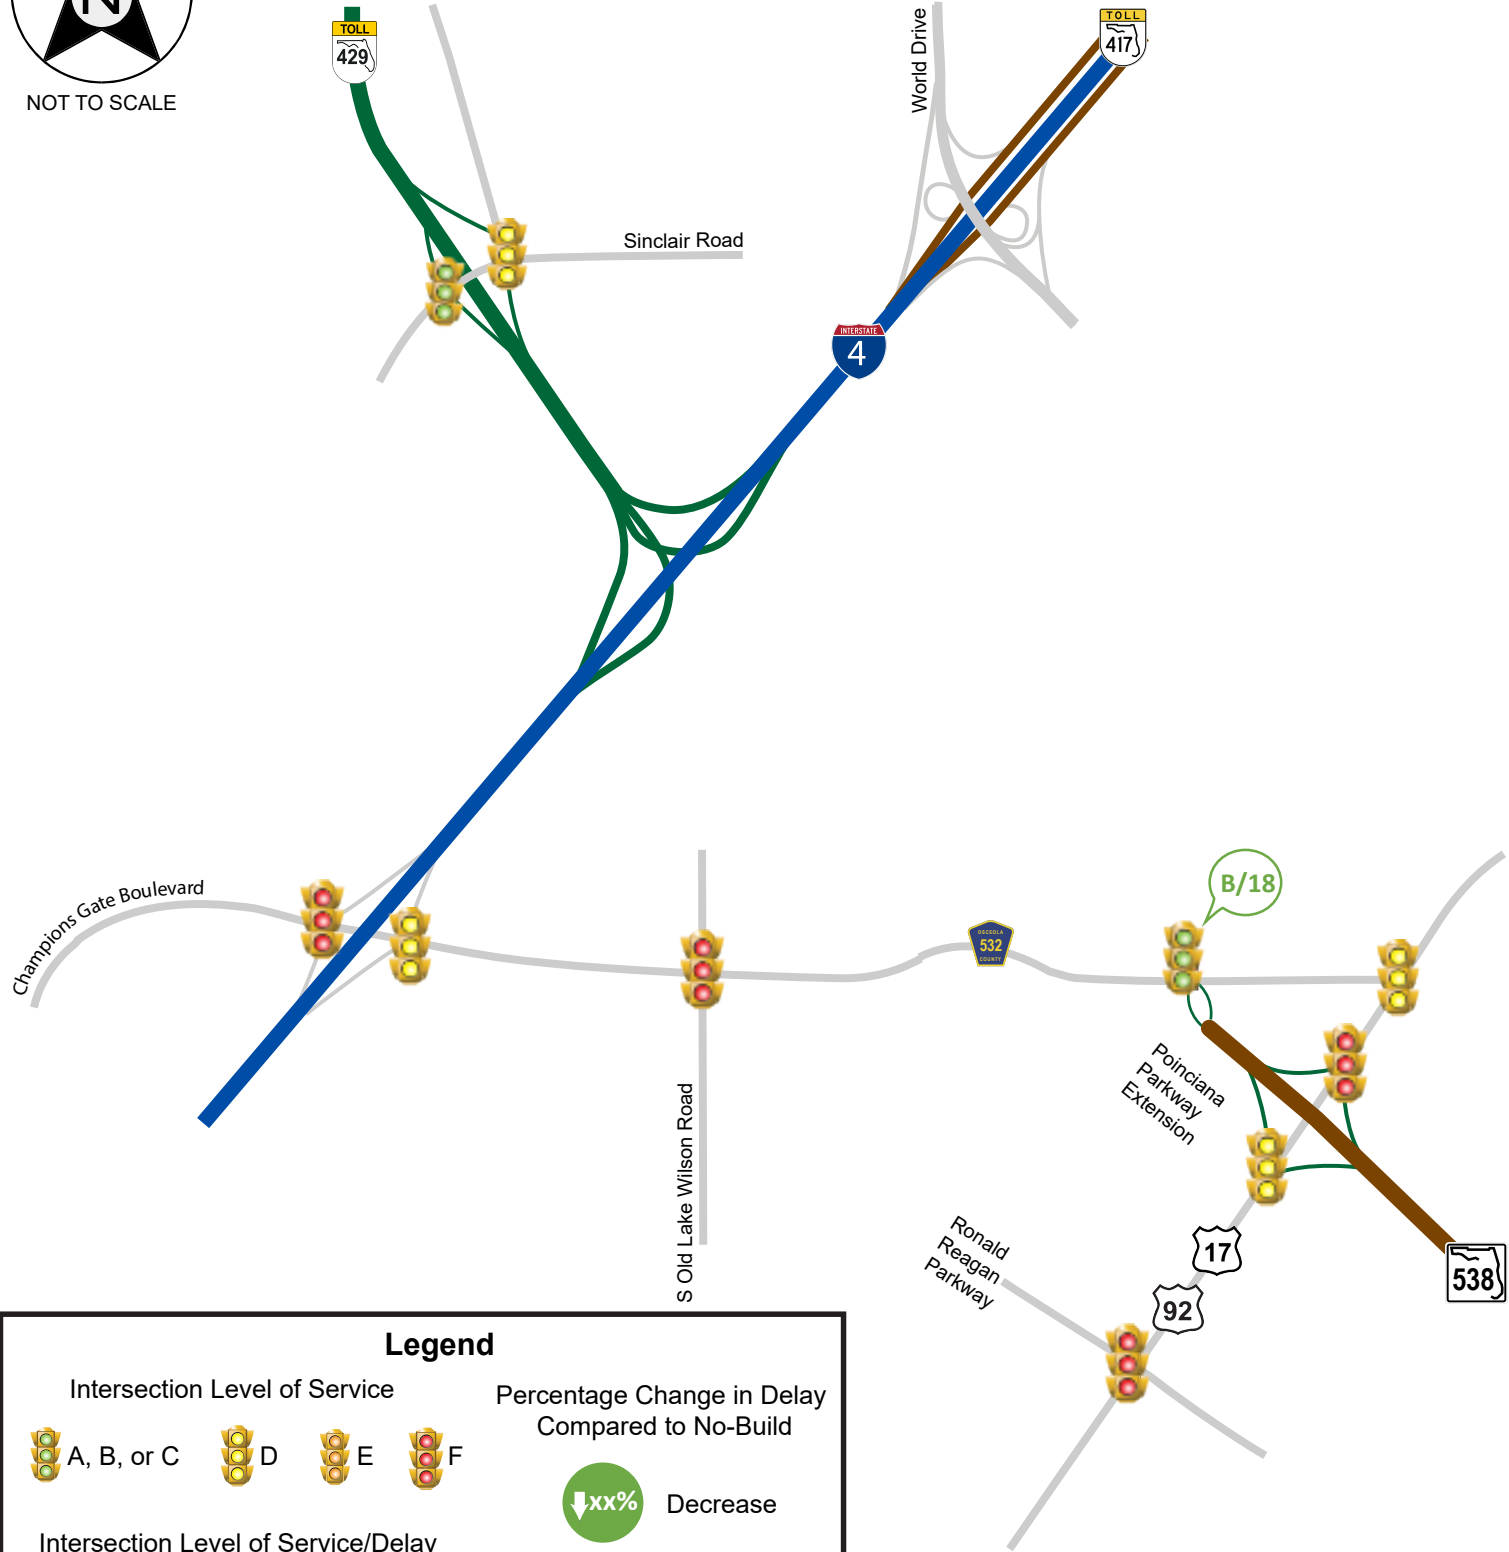 N
NOT TO SCALE
TOLL
429
World Drive
TOLL
417
Sinclair Road
INTERSTATE
4
Champions Gate Boulevard
B/18
OSCEOLA
532
COUNTY
Poinciana
Parkway
Extension
S Old Lake Wilson Road
Ronald
Reagan
Parkway
17
92
538
Legend
Intersection Level of Service
A, B, or C
D
E
F
Percentage Change in Delay
Compared to No-Build
xx%
Decrease
Intersection Level of Service/Delay